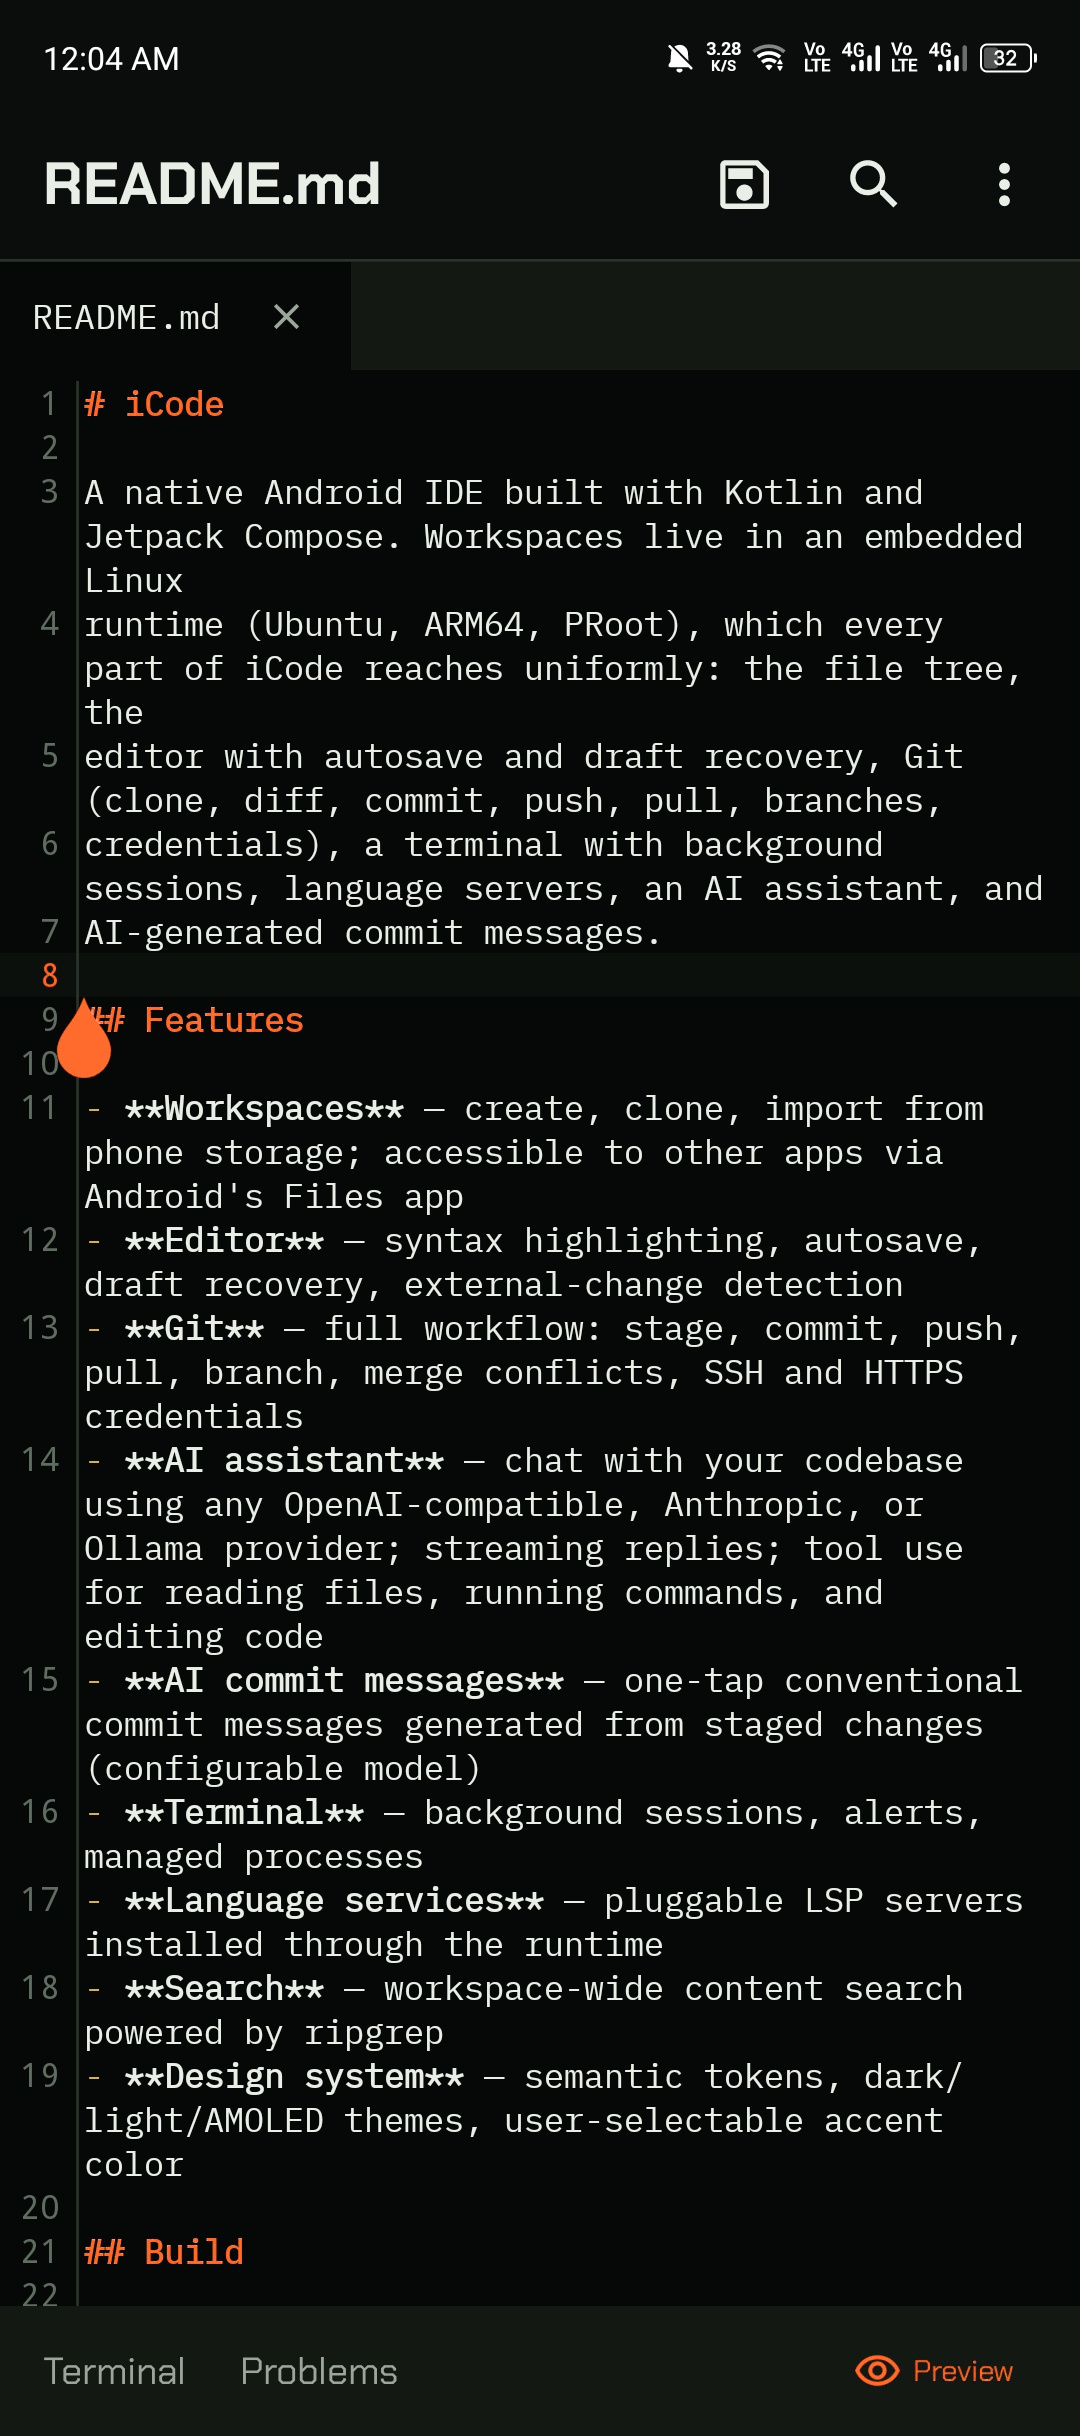 12:04 AM
3.28 K/S Vo LTE 4G Vo LTE 4G 32
README.md
README.md
1 # iCode
2
3 A native Android IDE built with Kotlin and
Jetpack Compose. Workspaces live in an embedded
Linux
4 runtime (Ubuntu, ARM64, PRoot), which every
part of iCode reaches uniformly: the file tree,
the
5 editor with autosave and draft recovery, Git
(clone, diff, commit, push, pull, branches,
6 credentials), a terminal with background
sessions, language servers, an AI assistant, and
7 AI-generated commit messages.
8
9 ## Features
10
11 - **Workspaces** — create, clone, import from
phone storage; accessible to other apps via
Android's Files app
12 - **Editor** — syntax highlighting, autosave,
draft recovery, external-change detection
13 - **Git** — full workflow: stage, commit, push,
pull, branch, merge conflicts, SSH and HTTPS
credentials
14 - **AI assistant** — chat with your codebase
using any OpenAI-compatible, Anthropic, or
Ollama provider; streaming replies; tool use
for reading files, running commands, and
editing code
15 - **AI commit messages** — one-tap conventional
commit messages generated from staged changes
(configurable model)
16 - **Terminal** — background sessions, alerts,
managed processes
17 - **Language services** — pluggable LSP servers
installed through the runtime
18 - **Search** — workspace-wide content search
powered by ripgrep
19 - **Design system** — semantic tokens, dark/
light/AMOLED themes, user-selectable accent
color
20
21 ## Build
22
Terminal Problems Preview